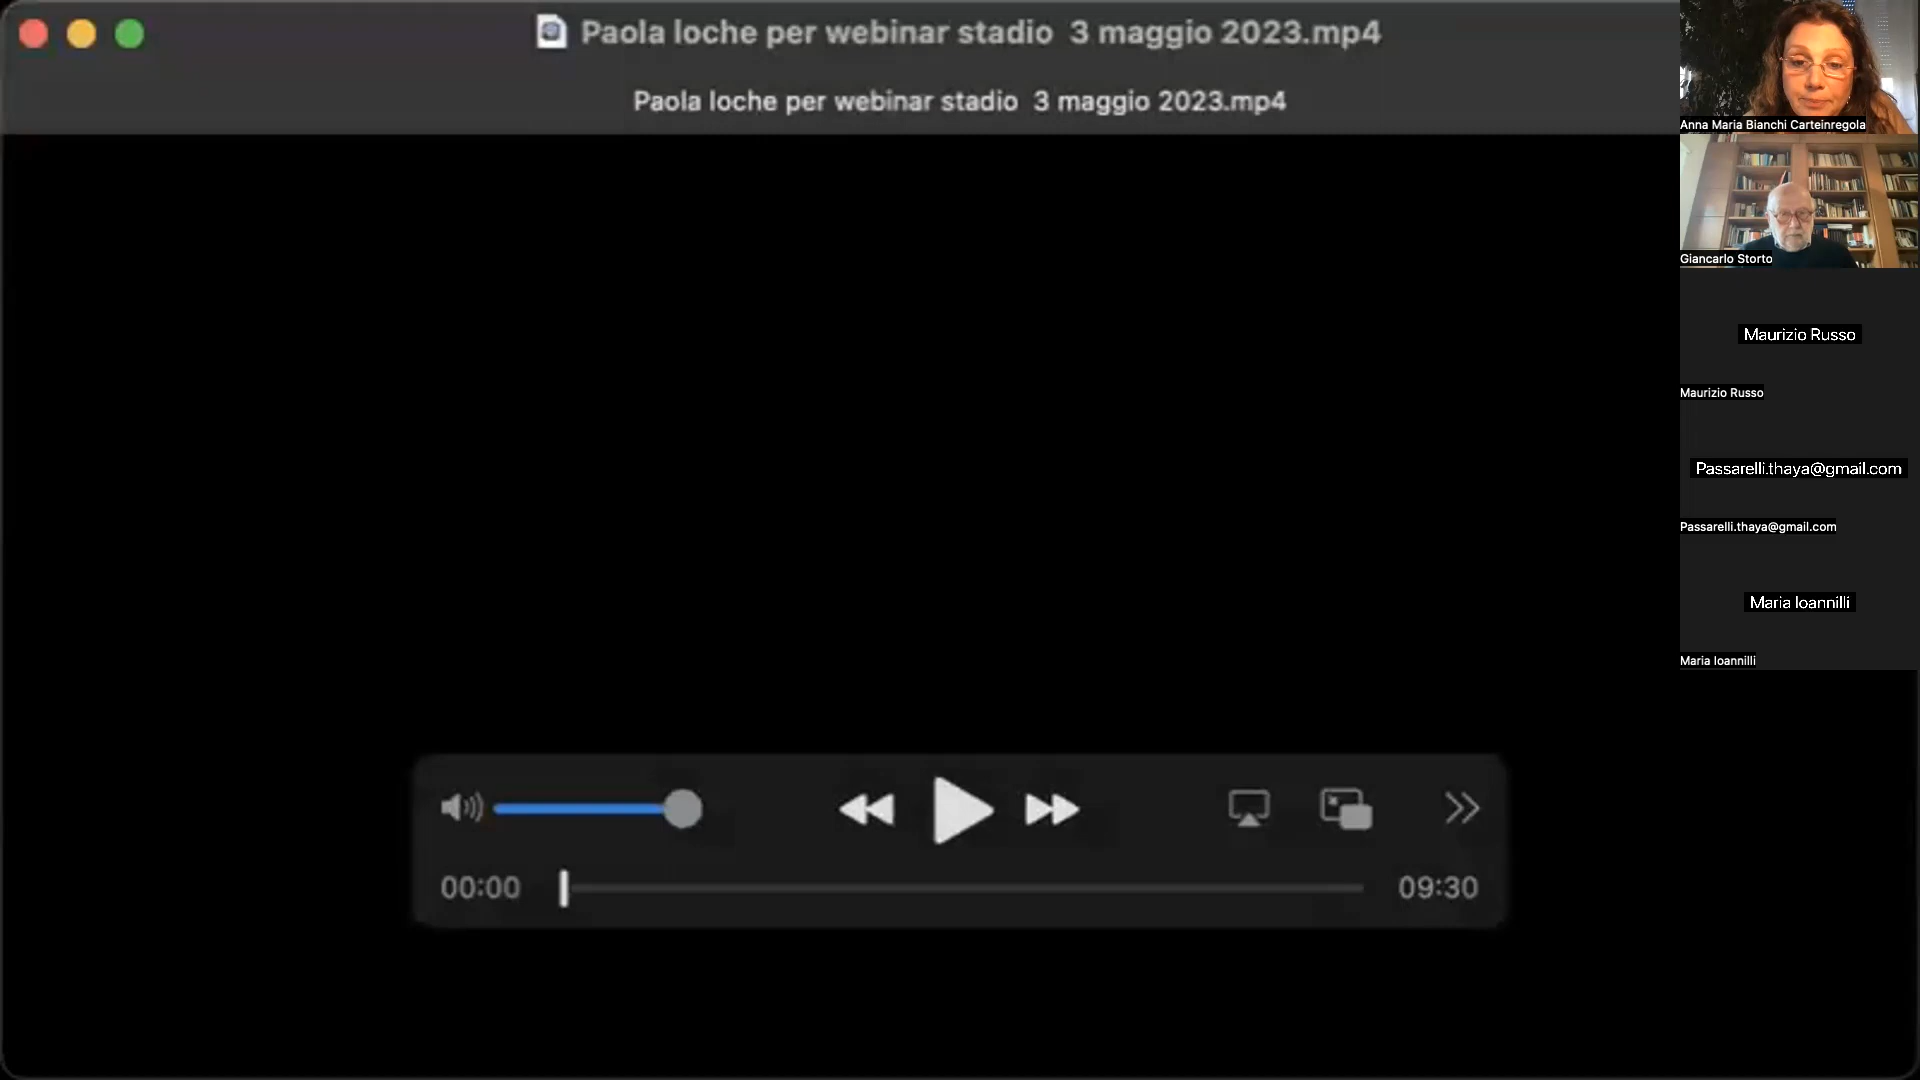 Paola loche per webinar stadio  3 maggio 2023.mp4
Paola loche per webinar stadio  3 maggio 2023.mp4
Anna Maria Bianchi Carteinregola
Giancarlo Storto
Maurizio Russo
Maurizio Russo
Passarelli.thaya@gmail.com
Passarelli.thaya@gmail.com
Maria Ioannilli
Maria Ioannilli
00:00
09:30